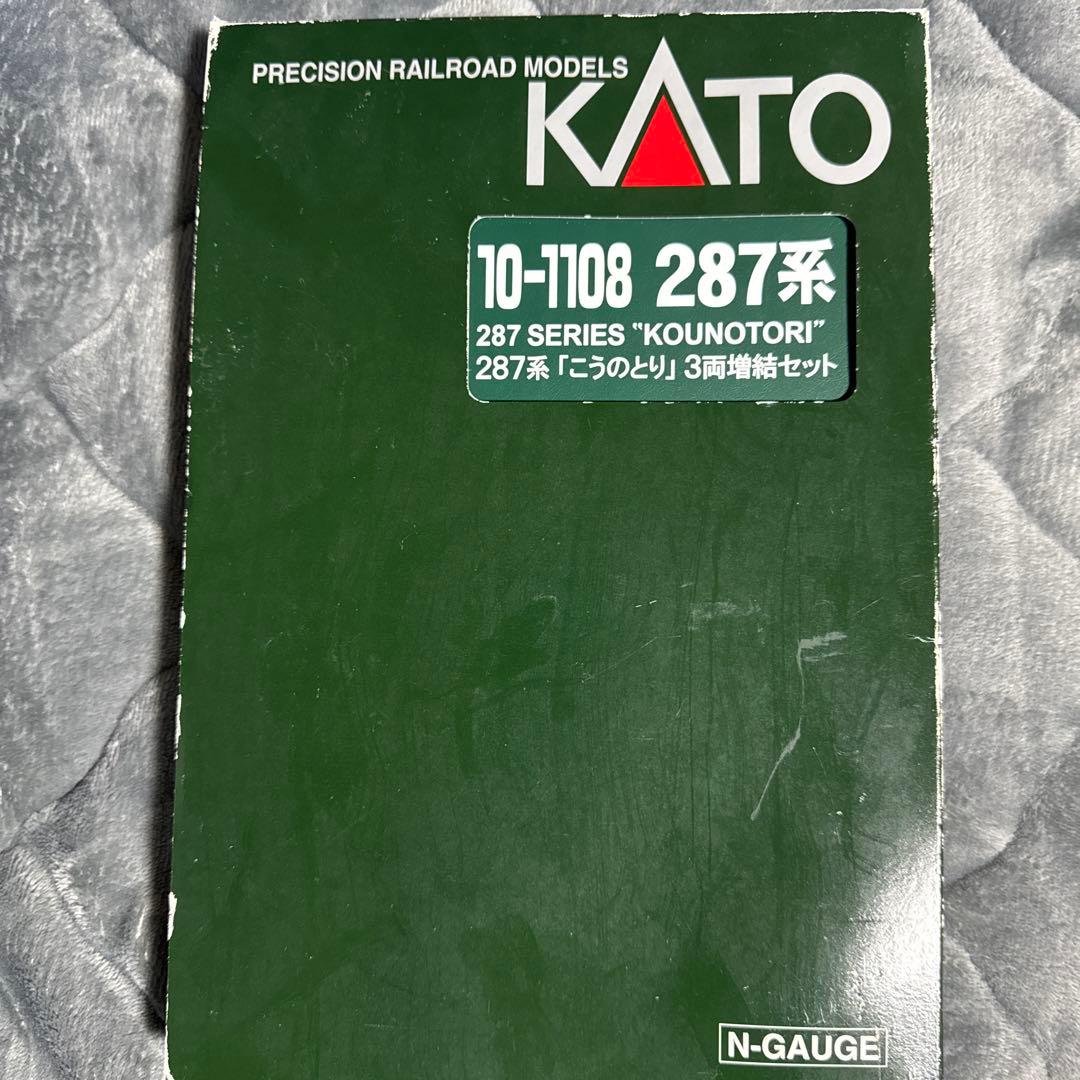 PRECISION RAILROAD MODELS
KATO
10-1108 287系
287 SERIES "KOUNOTORI"
287系「こうのとり」3両増結セット
N-GAUGE